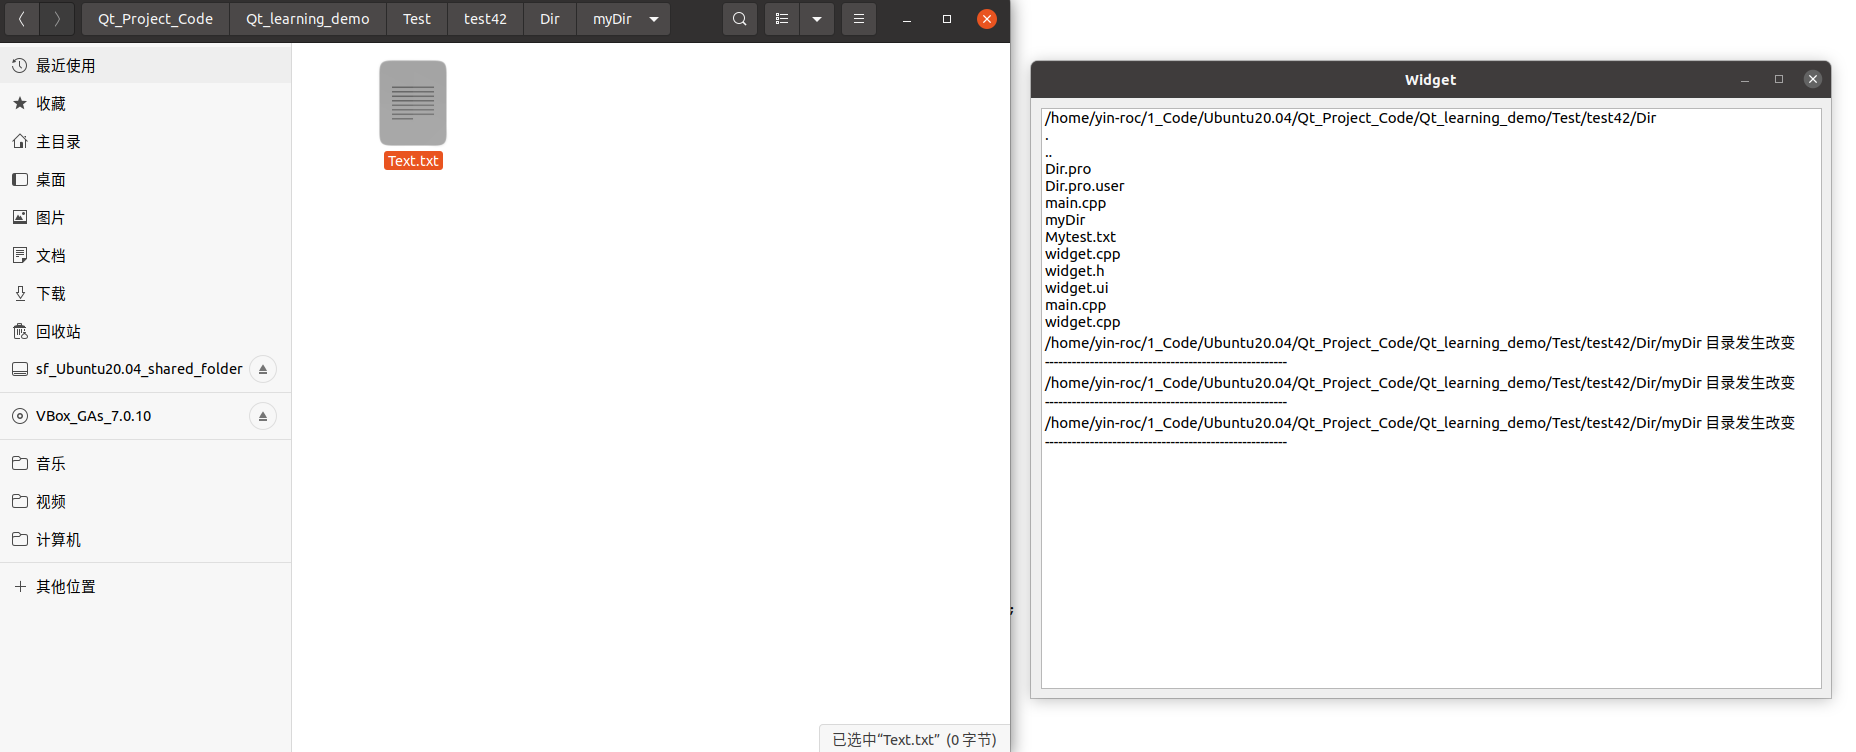 Qt_Project_Code Qt_learning_demo Test test42 Dir myDir
最近使用
收藏
主目录
桌面
图片
文档
下载
回收站
sf_Ubuntu20.04_shared_folder
VBox_GAs_7.0.10
音乐
视频
计算机
其他位置
Text.txt
已选中“Text.txt” (0 字节)
;
Widget
/home/yin-roc/1_Code/Ubuntu20.04/Qt_Project_Code/Qt_learning_demo/Test/test42/Dir
.
..
Dir.pro
Dir.pro.user
main.cpp
myDir
Mytest.txt
widget.cpp
widget.h
widget.ui
main.cpp
widget.cpp
/home/yin-roc/1_Code/Ubuntu20.04/Qt_Project_Code/Qt_learning_demo/Test/test42/Dir/myDir 目录发生改变
------------------------------------------------------
/home/yin-roc/1_Code/Ubuntu20.04/Qt_Project_Code/Qt_learning_demo/Test/test42/Dir/myDir 目录发生改变
------------------------------------------------------
/home/yin-roc/1_Code/Ubuntu20.04/Qt_Project_Code/Qt_learning_demo/Test/test42/Dir/myDir 目录发生改变
------------------------------------------------------